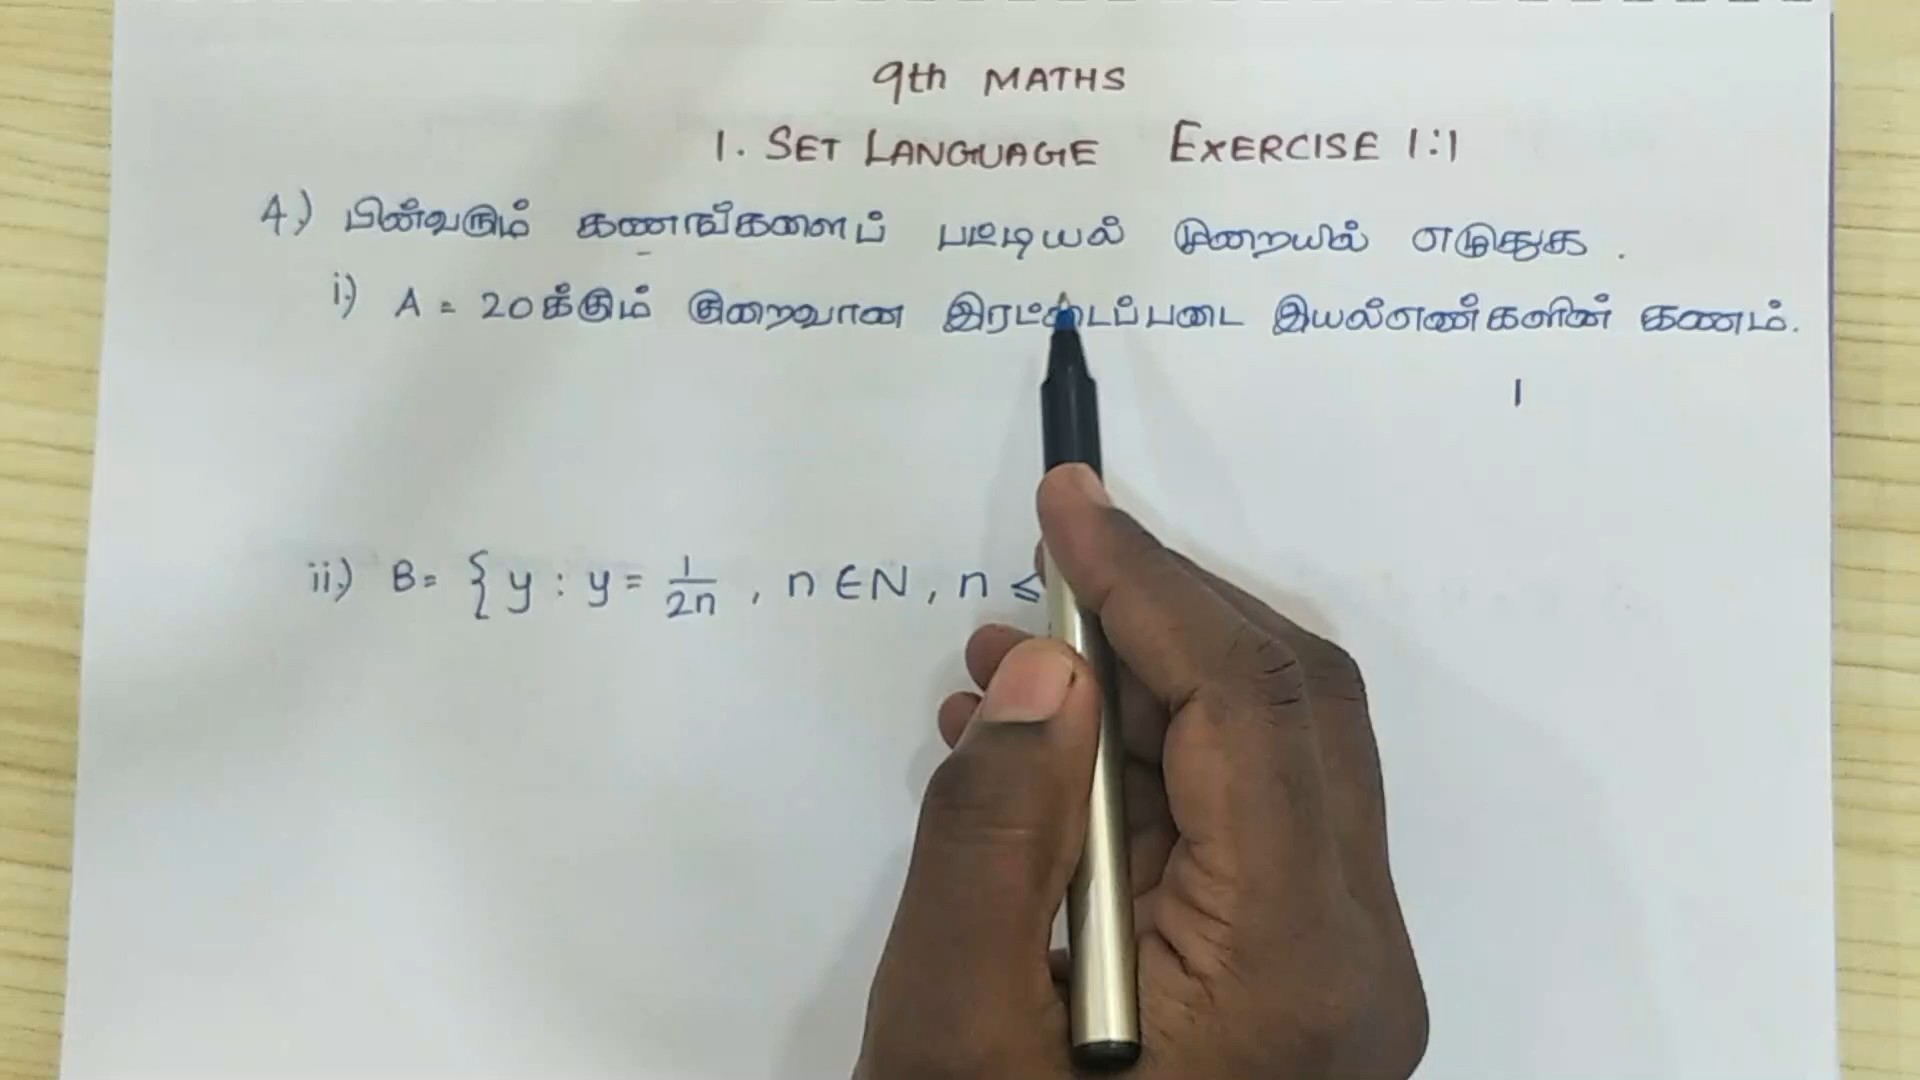 9th MATHS
1. SET LANGUAGE EXERCISE 1:1
4.) பின்வரும் கணங்களைப் பட்டியல் முறையில் எழுதுக .
i.) A = 20க்கும் குறைவான இரட்டைப்படை இயல்எண்களின் கணம்.
1
ii.) B = { y : y = 1/2n , n ∈ N , n ≤